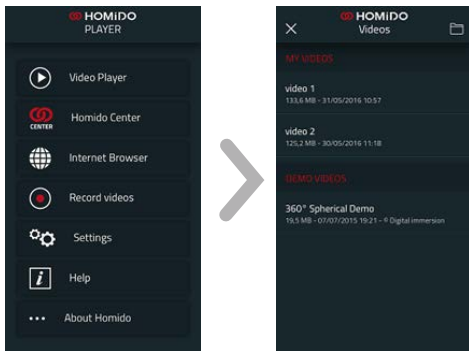 HOMiDO
PLAYER
Video Player
CENTER
Homido Center
Internet Browser
Record videos
Settings
i
Help
About Homido
HOMiDO
Videos
MY VIDEOS
video 1
133,6 MB - 31/05/2016 10:57
video 2
125,2 MB - 30/05/2016 11:18
DEMO VIDEOS
360° Spherical Demo
19,5 MB - 07/07/2015 19:21 - © Digital immersion